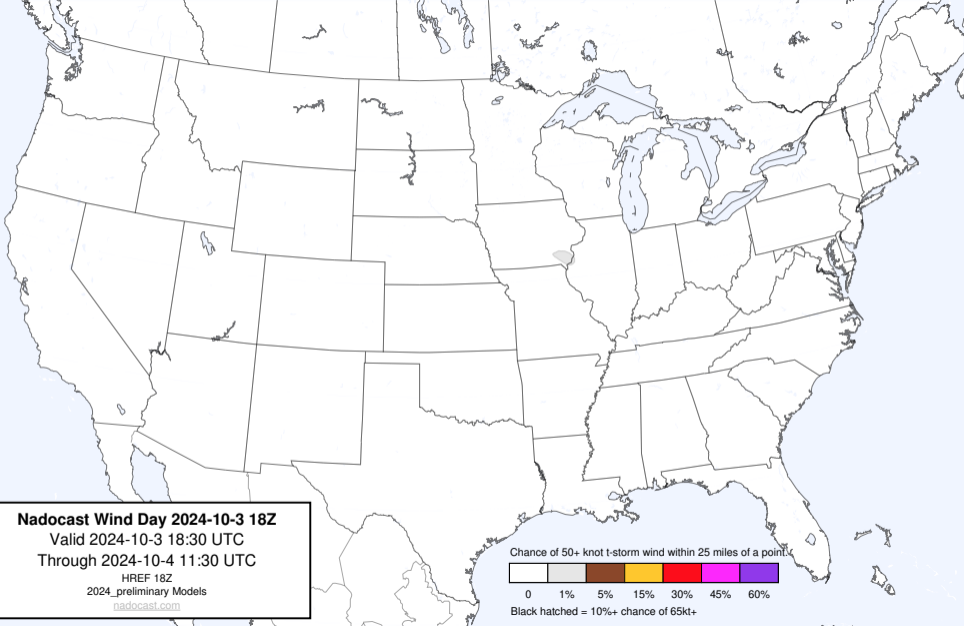 Nadocast Wind Day 2024-10-3 18Z
Valid 2024-10-3 18:30 UTC
Through 2024-10-4 11:30 UTC
HREF 18Z
2024_preliminary Models
nadocast.com
Chance of 50+ knot t-storm wind within 25 miles of a point.
0 1% 5% 15% 30% 45% 60%
Black hatched = 10%+ chance of 65kt+